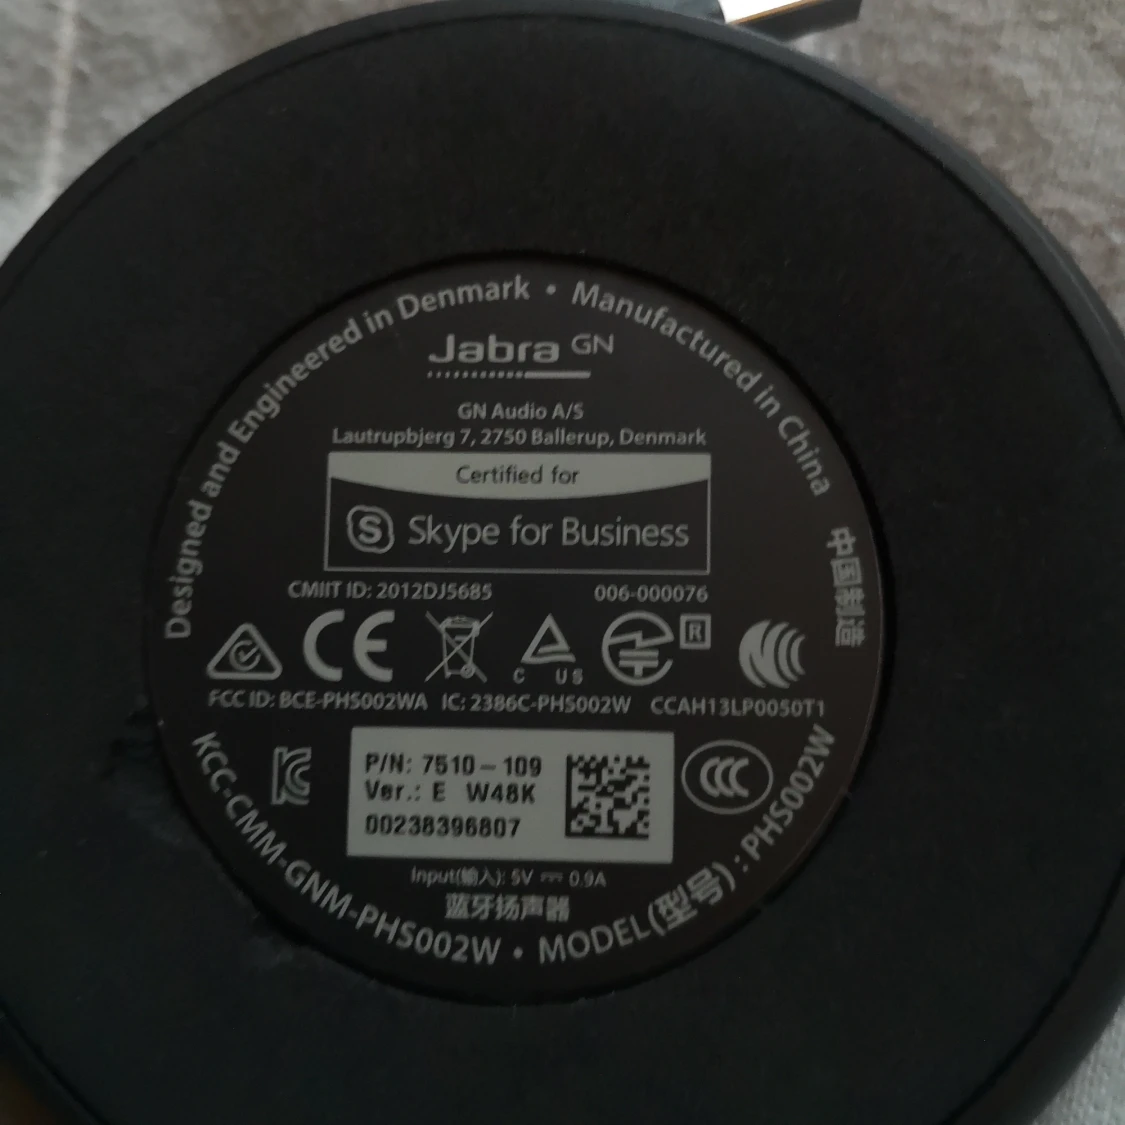 Designed and Engineered in Denmark • Manufactured in China 中国制造
Jabra GN
GN Audio A/S
Lautrupbjerg 7, 2750 Ballerup, Denmark
Certified for
Skype for Business
CMIIT ID: 2012DJ5685 006-000076
CE C US R
FCC ID: BCE-PHS002WA IC: 2386C-PHS002W CCAH13LP0050T1
P/N: 7510-109
Ver.: E W48K
00238396807
CCC
Input(输入): 5V ⎓ 0.9A
蓝牙扬声器
KCC-CMM-GNM-PHS002W • MODEL(型号): PHS002W